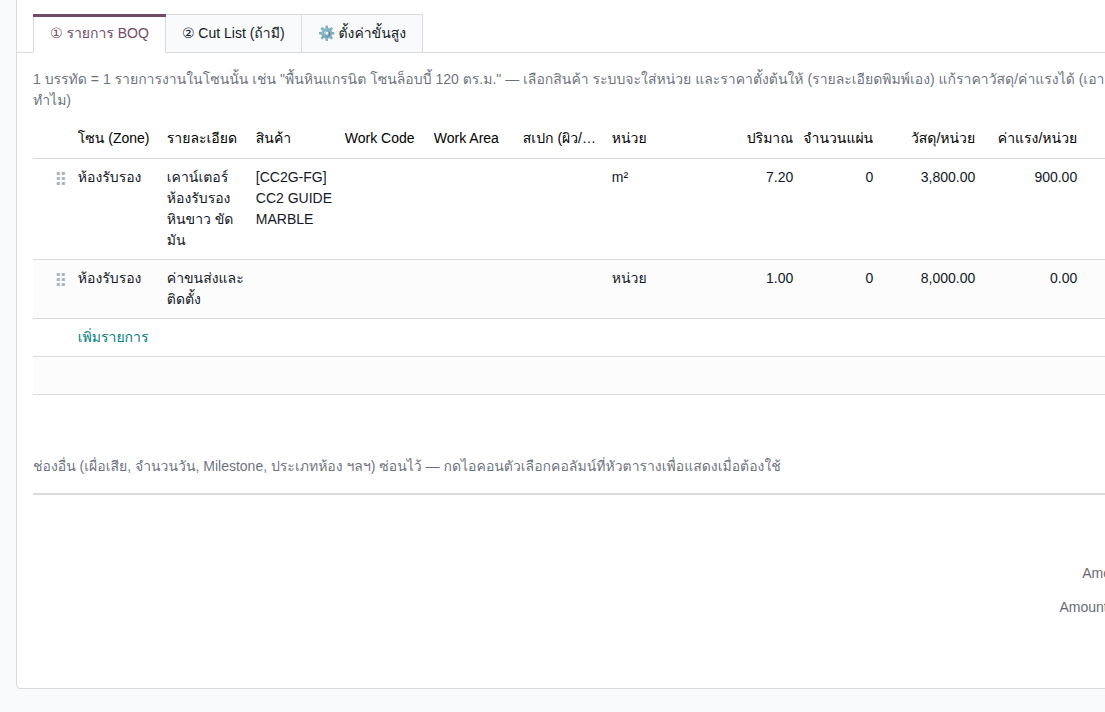 ① รายการ BOQ ② Cut List (ถ้ามี) ⚙️ ตั้งค่าขั้นสูง
1 บรรทัด = 1 รายการงานในโซนนั้น เช่น "พื้นหินแกรนิต โซนล็อบบี้ 120 ตร.ม." — เลือกสินค้า ระบบจะใส่หน่วย และราคาตั้งต้นให้ (รายละเอียดพิมพ์เอง) แก้ราคาวัสดุ/ค่าแรงได้ (เอา
ทำไม)
โซน (Zone) รายละเอียด สินค้า Work Code Work Area สเปก (ผิว/... หน่วย ปริมาณ จำนวนแผ่น วัสดุ/หน่วย ค่าแรง/หน่วย
ห้องรับรอง เคาน์เตอร์ [CC2G-FG] m² 7.20 0 3,800.00 900.00
ห้องรับรอง CC2 GUIDE
หินขาว ขัด MARBLE
มัน
ห้องรับรอง ค่าขนส่งและ หน่วย 1.00 0 8,000.00 0.00
ติดตั้ง
เพิ่มรายการ
ช่องอื่น (เผื่อเสีย, จำนวนวัน, Milestone, ประเภทห้อง ฯลฯ) ซ่อนไว้ — กดไอคอนตัวเลือกคอลัมน์ที่หัวตารางเพื่อแสดงเมื่อต้องใช้
Amount